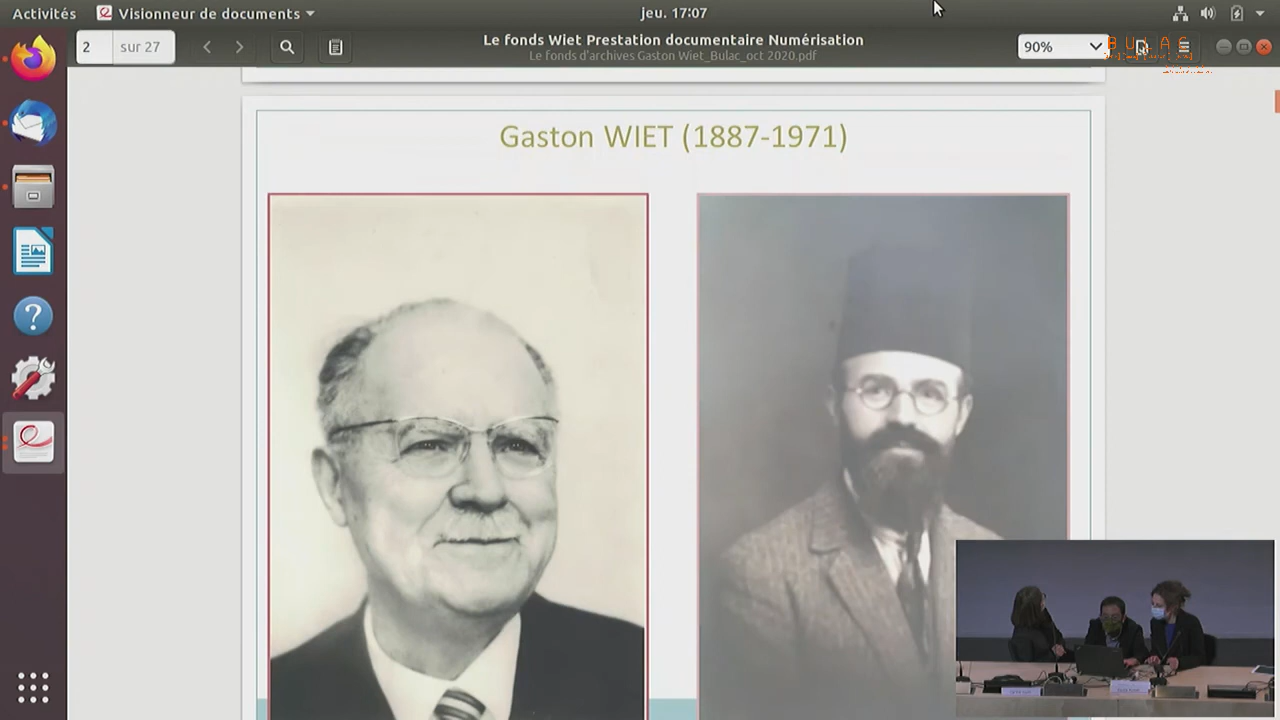 Activités
Visionneur de documents
jeu. 17:07
2
sur 27
Le fonds Wiet Prestation documentaire Numérisation
Le fonds d'archives Gaston Wiet_Bulac_oct 2020.pdf
90%
BULAC
Gaston WIET (1887-1971)